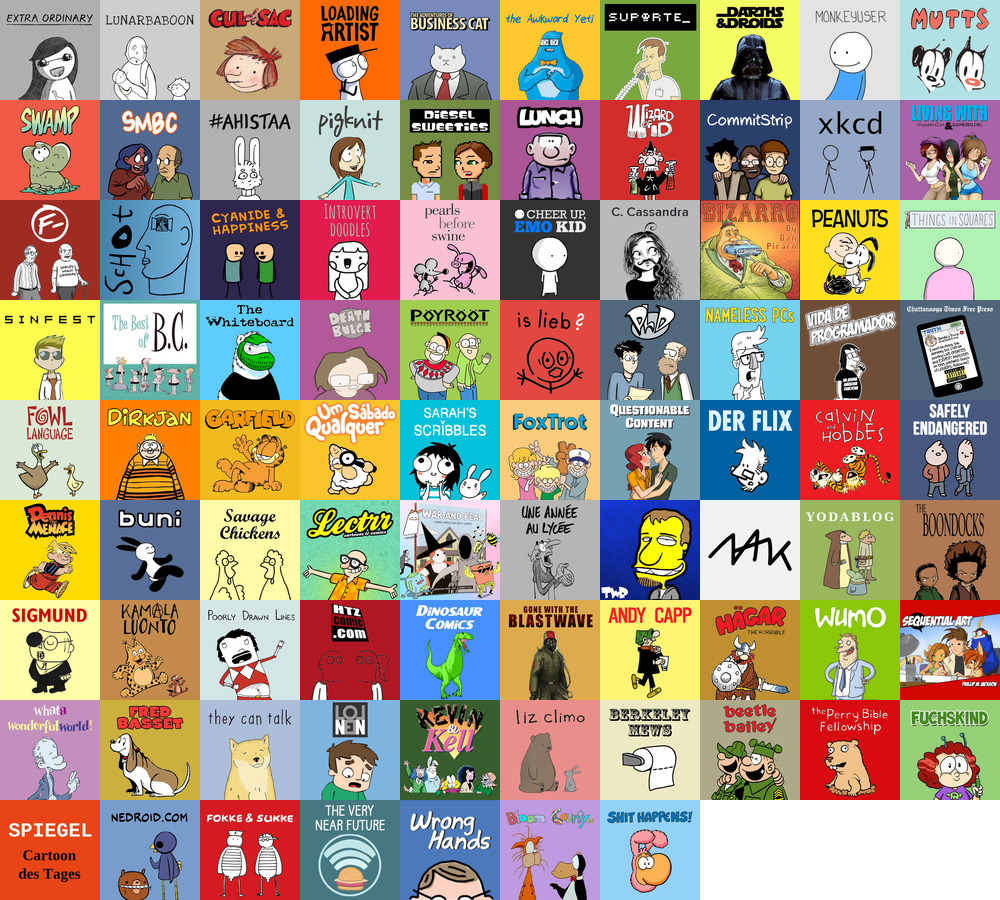 EXTRA ORDINARY
LUNARBABOON
CUL de SAC
LOADING
ARTIST
THE ADVENTURES OF
BUSINESS CAT
the Awkward Yeti
SUPORTE_
DARTHS
& DROIDS
MONKEYUSER
MUTTS
SWAMP
SMBC
#AHISTAA
pigknit
DIESEL
SWEETIES
LUNCH
WIZARD
of ID
CommitStrip
xkcd
LIVING WITH
HIPSTERGIRL & GAMERGIRL
F
SCHOT
CYANIDE &
HAPPINESS
INTROVERT
DOODLES
pearls
before
swine
CHEER UP,
EMO KID
C. Cassandra
BIZARRO
By
Dan
Piraro
PEANUTS
THINGS IN SQUARES
SINFEST
The Best
of B.C.
The
Whiteboard
DEATH
BULGE
POYROOT
is lieb?
PhD
NAMELESS PCs
VIDA DE
PROGRAMADOR
Chattanooga Times Free Press
FOWL
LANGUAGE
DIRKJAN
GARFIELD
Um Sábado
Qualquer
SARAH'S
SCRIBBLES
FOXTROT
QUESTIONABLE
CONTENT
DER FLIX
CALVIN
and
HOBBES
SAFELY
ENDANGERED
Dennis
THE
MENACE
buni
Savage
Chickens
Lectrr
cartoons & comics
WAR AND PEAS
UNE ANNÉE
AU LYCÉE
TWP
NAK
YODABLOG
THE
BOONDOCKS
SIGMUND
KAMALA
LUONTO
POORLY DRAWN LINES
HTZ
Comic
.com
DINOSAUR
COMICS
GONE WITH THE
BLASTWAVE
ANDY CAPP
HÄGAR
THE HORRIBLE
WUMO
SEQUENTIAL ART
PHILLIP M JACKSON
what a
wonderful world!
FRED
BASSET
they can talk
LOL
NEIN
KEVIN
&
Kell
liz climo
BERKELEY
MEWS
beetle
bailey
the Perry Bible
Fellowship
FUCHSKIND
SPIEGEL
Cartoon
des Tages
NEDROID.COM
FOKKE & SUKKE
THE VERY
NEAR FUTURE
Wrong
Hands
Bloom County
SHIT HAPPENS!